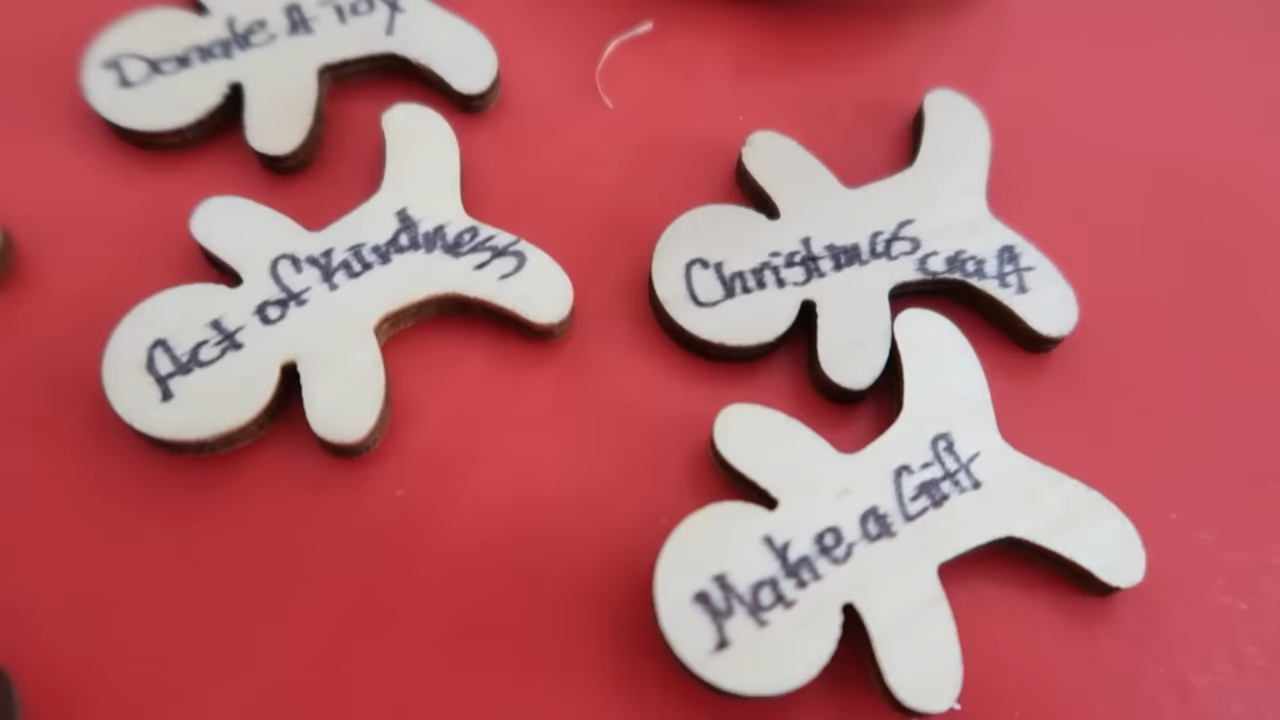 Donate A Toy
Act of Kindness
Christmas
craft
Make a Gift